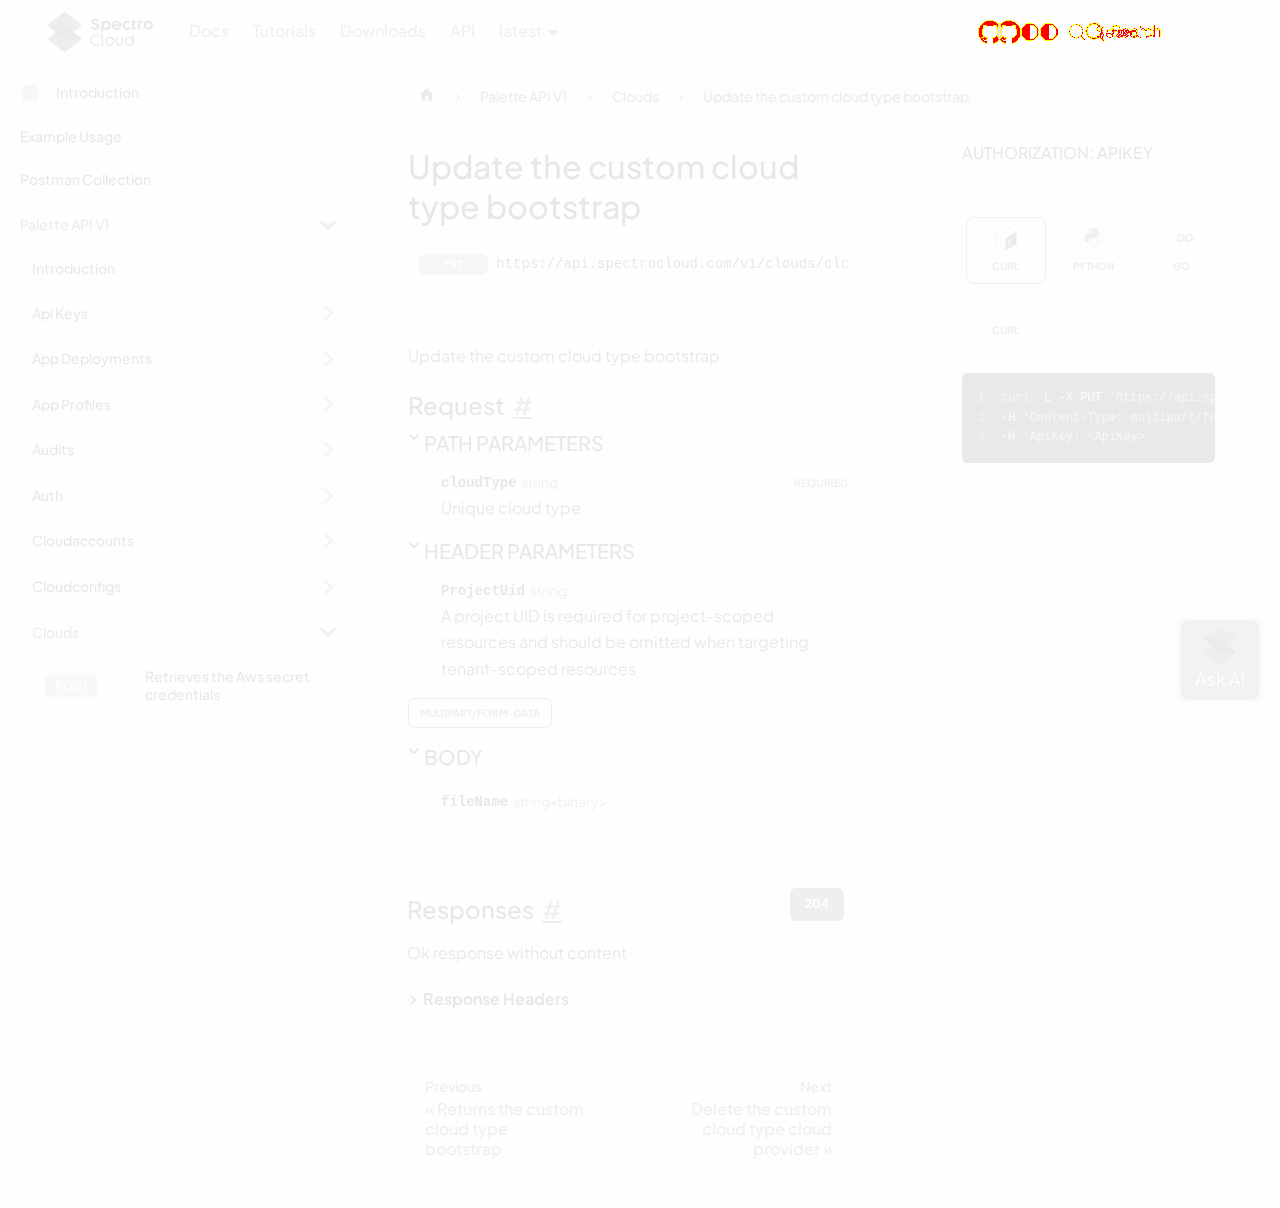 Spectro Cloud
Docs Tutorials Downloads API latest
Introduction
Example Usage
Postman Collection
Palette API V1
Introduction
Api Keys
App Deployments
App Profiles
Audits
Auth
Cloudaccounts
Cloudconfigs
Clouds
POST
Retrieves the Aws secret
credentials
Palette API V1 Clouds Update the custom cloud type bootstrap
Update the custom cloud
type bootstrap
PUT https://api.spectrocloud.com/v1/clouds/clo
Update the custom cloud type bootstrap
Request #
PATH PARAMETERS
cloudType string REQUIRED
Unique cloud type
HEADER PARAMETERS
ProjectUid string
A project UID is required for project-scoped
resources and should be omitted when targeting
tenant-scoped resources
MULTIPART/FORM-DATA
BODY
fileName string<binary>
Responses # 204
Ok response without content
Response Headers
Previous
« Returns the custom
cloud type
bootstrap
Next
Delete the custom
cloud type cloud
provider »
AUTHORIZATION: APIKEY
CURL PYTHON GO
CURL
1 curl -L -X PUT 'https://api.sp
2 -H 'Content-Type: multipart/fo
3 -H 'ApiKey: <ApiKey>'
Ask AI